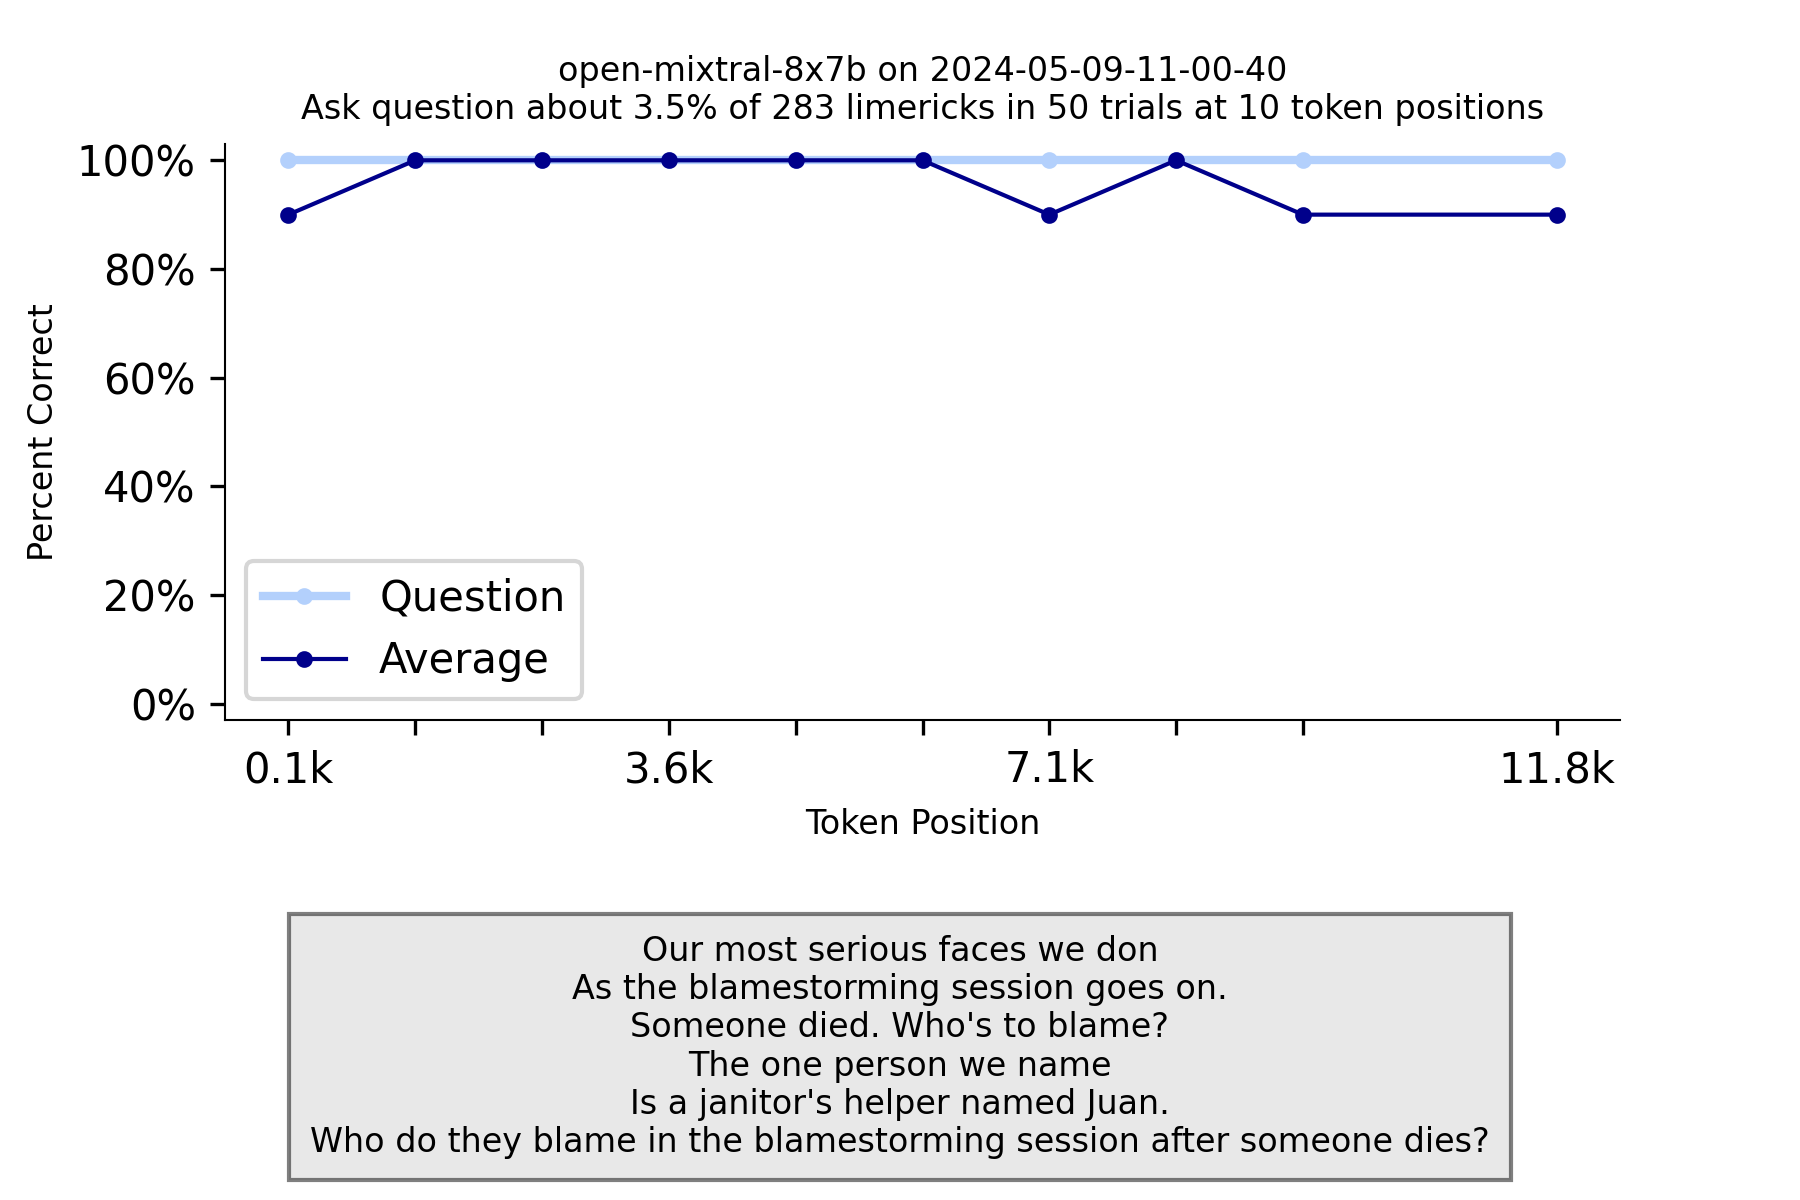 open-mixtral-8x7b on 2024-05-09-11-00-40
Ask question about 3.5% of 283 limericks in 50 trials at 10 token positions
100%
80%
60%
40%
20%
0%
Percent Correct
Question
Average
0.1k 3.6k 7.1k 11.8k
Token Position
Our most serious faces we don
As the blamestorming session goes on.
Someone died. Who's to blame?
The one person we name
Is a janitor's helper named Juan.
Who do they blame in the blamestorming session after someone dies?